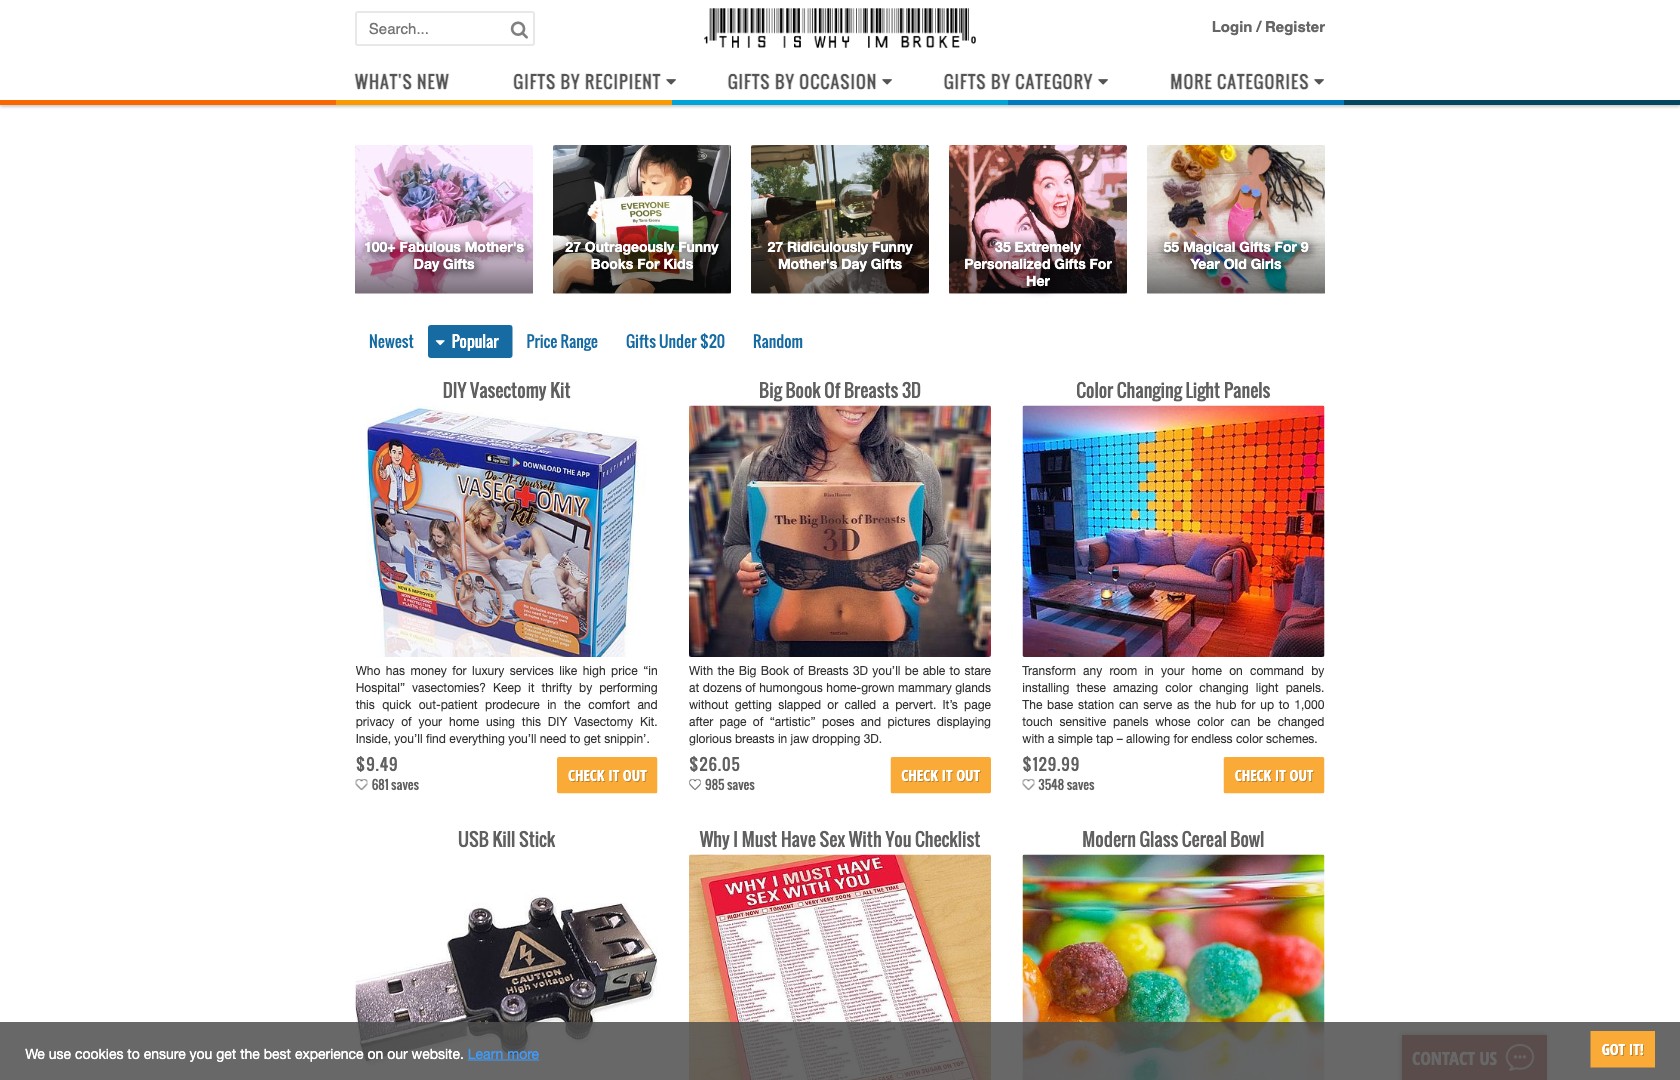 Search...
1 THIS IS WHY IM BROKE 0
Login / Register
WHAT'S NEW
GIFTS BY RECIPIENT
GIFTS BY OCCASION
GIFTS BY CATEGORY
MORE CATEGORIES
EVERYONE
POOPS
100+ Fabulous Mother's
Day Gifts
27 Outrageously Funny
Books For Kids
27 Ridiculously Funny
Mother's Day Gifts
35 Extremely
Personalized Gifts For
Her
55 Magical Gifts For 9
Year Old Girls
Newest
Popular
Price Range
Gifts Under $20
Random
DIY Vasectomy Kit
DOWNLOAD THE APP
Do-It-Yourself
VASECTOMY
Kit
Who has money for luxury services like high price “in
Hospital” vasectomies? Keep it thrifty by performing
this quick out-patient prodecure in the comfort and
privacy of your home using this DIY Vasectomy Kit.
Inside, you’ll find everything you’ll need to get snippin’.
$9.49
681 saves
CHECK IT OUT
Big Book Of Breasts 3D
The Big Book of Breasts
3D
With the Big Book of Breasts 3D you’ll be able to stare
at dozens of humongous home-grown mammary glands
without getting slapped or called a pervert. It’s page
after page of “artistic” poses and pictures displaying
glorious breasts in jaw dropping 3D.
$26.05
985 saves
CHECK IT OUT
Color Changing Light Panels
Transform any room in your home on command by
installing these amazing color changing light panels.
The base station can serve as the hub for up to 1,000
touch sensitive panels whose color can be changed
with a simple tap – allowing for endless color schemes.
$129.99
3548 saves
CHECK IT OUT
USB Kill Stick
CAUTION
High voltage!
Why I Must Have Sex With You Checklist
WHY I MUST HAVE
SEX WITH YOU
RIGHT NOW TONIGHT VERY VERY SOON ALL THE TIME
Modern Glass Cereal Bowl
We use cookies to ensure you get the best experience on our website. Learn more
CONTACT US
GOT IT!